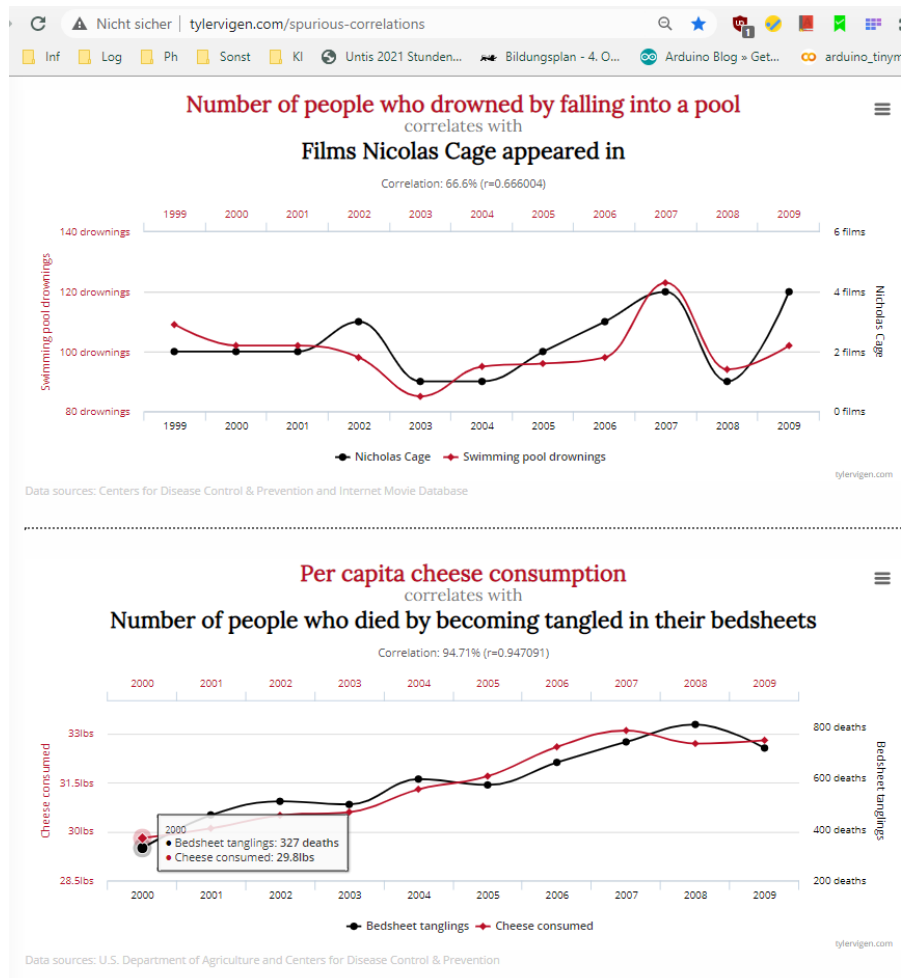 Nicht sicher | tylervigen.com/spurious-correlations
1
Inf Log Ph Sonst KI Untis 2021 Stunden... Bildungsplan - 4. O... Arduino Blog » Get... arduino_tinym
Number of people who drowned by falling into a pool
correlates with
Films Nicolas Cage appeared in
Correlation: 66.6% (r=0.666004)
1999 2000 2001 2002 2003 2004 2005 2006 2007 2008 2009
140 drownings 6 films
120 drownings 4 films
100 drownings 2 films
80 drownings 0 films
Swimming pool drownings
Nicholas Cage
1999 2000 2001 2002 2003 2004 2005 2006 2007 2008 2009
Nicholas Cage Swimming pool drownings
tylervigen.com
Data sources: Centers for Disease Control & Prevention and Internet Movie Database
Per capita cheese consumption
correlates with
Number of people who died by becoming tangled in their bedsheets
Correlation: 94.71% (r=0.947091)
2000 2001 2002 2003 2004 2005 2006 2007 2008 2009
33lbs 800 deaths
31.5lbs 600 deaths
30lbs 400 deaths
28.5lbs 200 deaths
Cheese consumed
Bedsheet tanglings
2000
Bedsheet tanglings: 327 deaths
Cheese consumed: 29.8lbs
2000 2001 2002 2003 2004 2005 2006 2007 2008 2009
Bedsheet tanglings Cheese consumed
tylervigen.com
Data sources: U.S. Department of Agriculture and Centers for Disease Control & Prevention